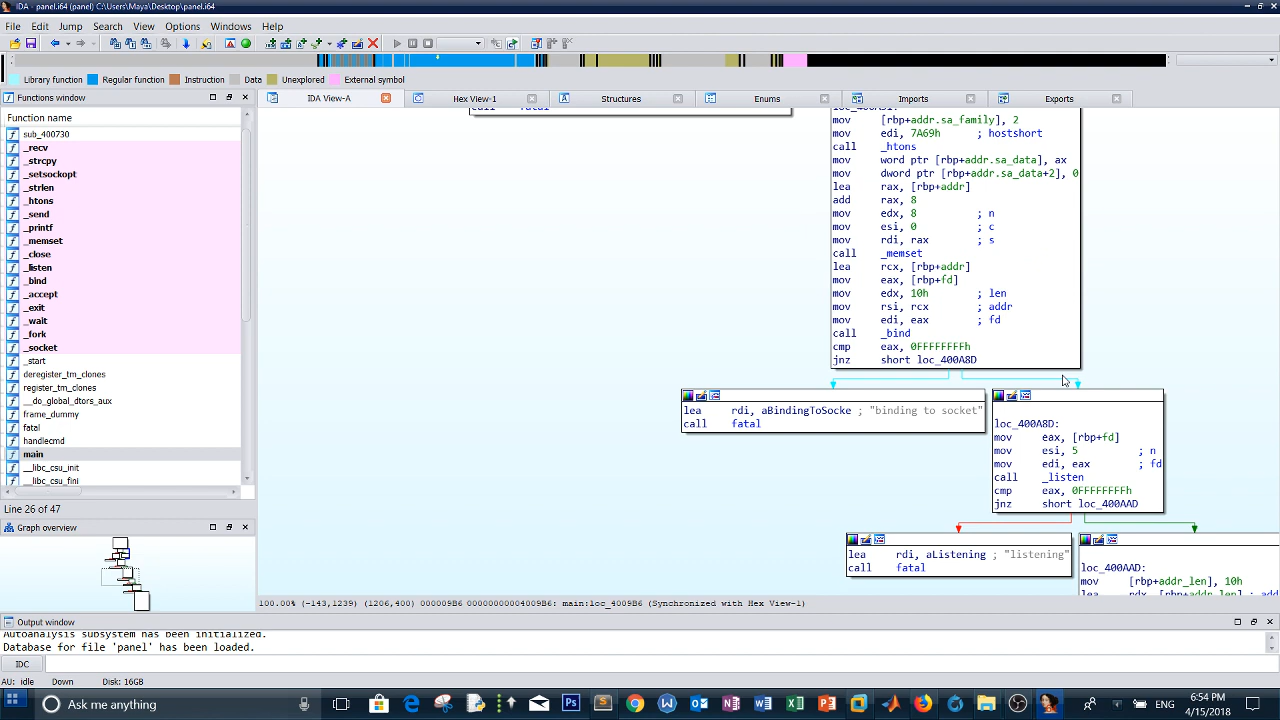 IDA - panel.i64 (panel) C:\Users\Maya\Desktop\panel.i64
File Edit Jump Search View Options Windows Help
Library function Regular function Instruction Data Unexplored External symbol
Functions window
IDA View-A Hex View-1 Structures Enums Imports Exports
Function name
sub_400730
_recv
_strcpy
_setsockopt
_strlen
_htons
_send
_printf
_memset
_close
_listen
_bind
_accept
_exit
_wait
_fork
_socket
_start
deregister_tm_clones
register_tm_clones
__do_global_dtors_aux
frame_dummy
fatal
handlecmd
main
__libc_csu_init
__libc_csu_fini
Line 26 of 47
Graph overview
mov [rbp+addr.sa_family], 2
mov edi, 7A69h ; hostshort
call _htons
mov word ptr [rbp+addr.sa_data], ax
mov dword ptr [rbp+addr.sa_data+2], 0
lea rax, [rbp+addr]
add rax, 8
mov edx, 8 ; n
mov esi, 0 ; c
mov rdi, rax ; s
call _memset
lea rcx, [rbp+addr]
mov eax, [rbp+fd]
mov edx, 10h ; len
mov rsi, rcx ; addr
mov edi, eax ; fd
call _bind
cmp eax, 0FFFFFFFFh
jnz short loc_400A8D
lea rdi, aBindingToSocke ; "binding to socket"
call fatal
loc_400A8D:
mov eax, [rbp+fd]
mov esi, 5 ; n
mov edi, eax ; fd
call _listen
cmp eax, 0FFFFFFFFh
jnz short loc_400AAD
lea rdi, aListening ; "listening"
call fatal
loc_400AAD:
mov [rbp+addr_len], 10h
100.00% (-143,1239) (1206,400) 000009B6 00000000004009B6: main:loc_4009B6 (Synchronized with Hex View-1)
Output window
Autoanalysis subsystem has been initialized.
Database for file 'panel' has been loaded.
IDC
AU: idle Down Disk: 16GB
Ask me anything
ENG
6:54 PM
4/15/2018